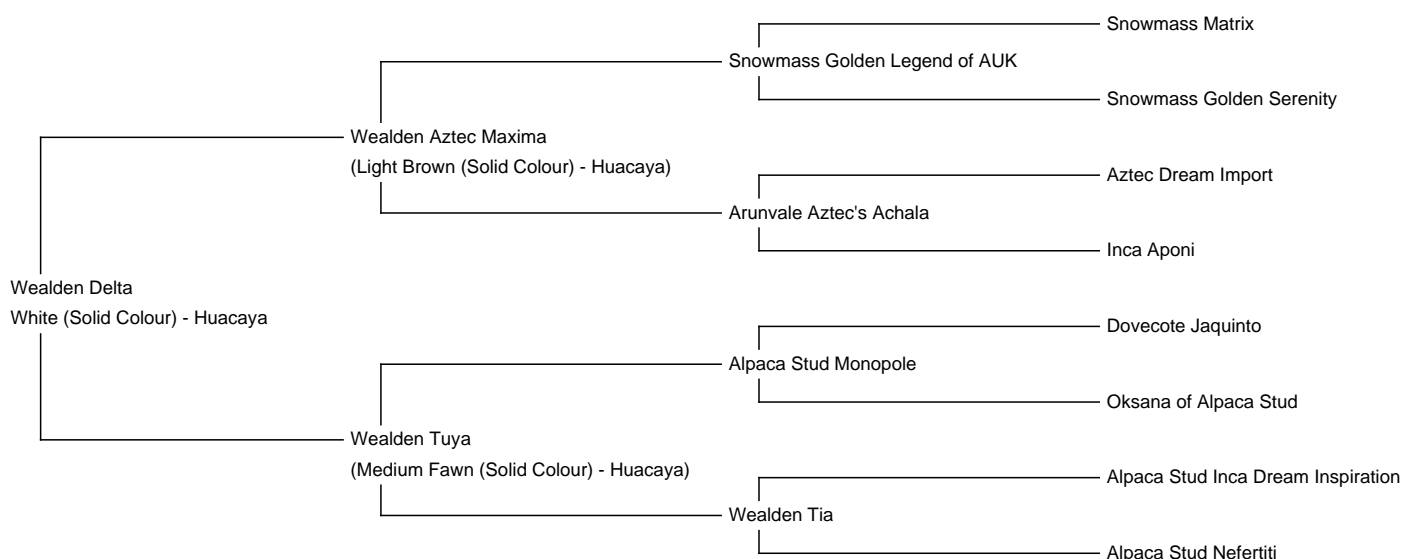 Snowmass Matrix
Snowmass Golden Legend of AUK
Snowmass Golden Serenity
Wealden Aztec Maxima
(Light Brown (Solid Colour) - Huacaya)
Aztec Dream Import
Arunvale Aztec's Achala
Inca Aponi
Wealden Delta
White (Solid Colour) - Huacaya
Dovecote Jaquinto
Alpaca Stud Monopole
Oksana of Alpaca Stud
Wealden Tuya
(Medium Fawn (Solid Colour) - Huacaya)
Alpaca Stud Inca Dream Inspiration
Wealden Tia
Alpaca Stud Nefertiti